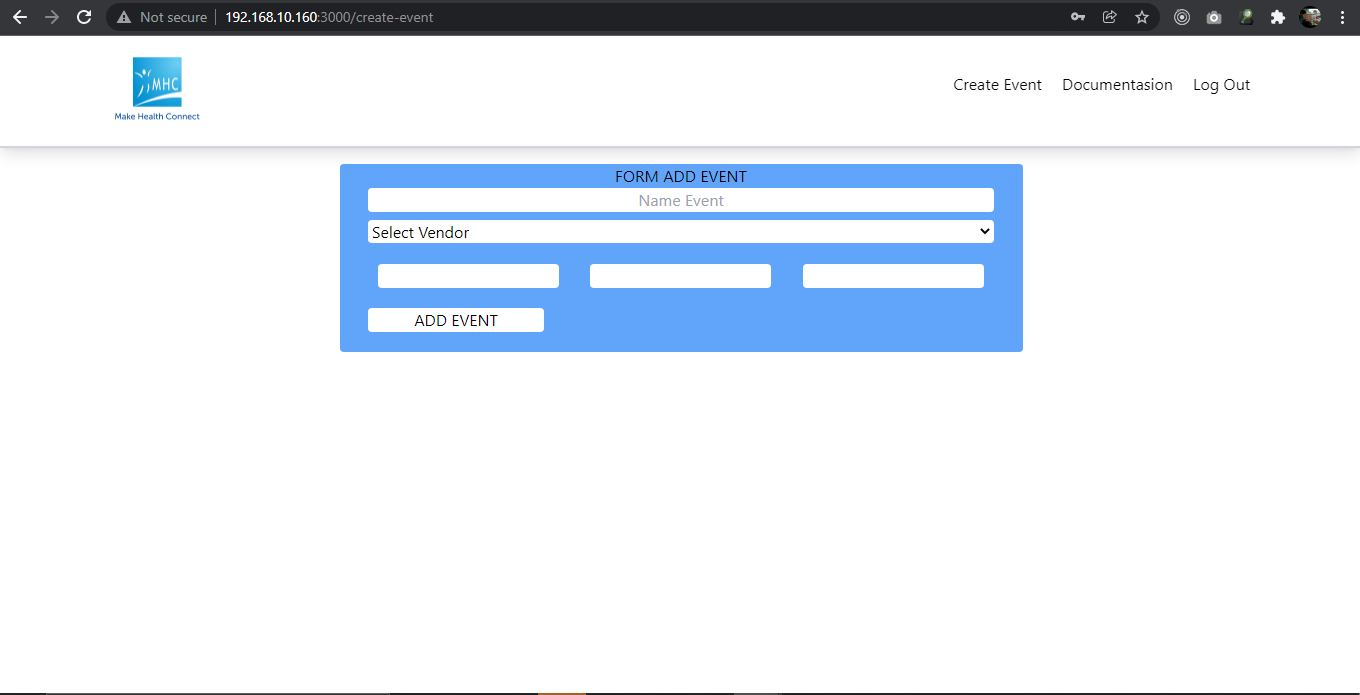 Not secure
192.168.10.160:3000/create-event
MHC
Make Health Connect
Create Event
Documentasion
Log Out
FORM ADD EVENT
Name Event
Select Vendor
ADD EVENT